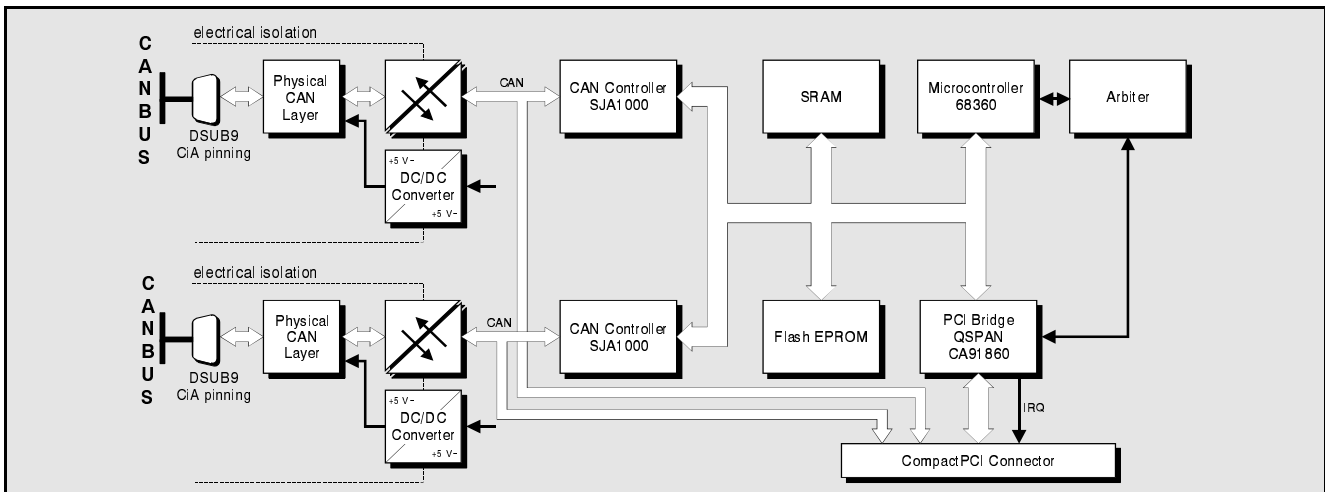 CANBUS
electrical isolation
DSUB9
CiA pinning
Physical
CAN
Layer
+5 V–
DC/DC
Converter
+5 V–
CAN
CAN Controller
SJA1000
SRAM
Microcontroller
68360
Arbiter
CANBUS
electrical isolation
DSUB9
CiA pinning
Physical
CAN
Layer
+5 V–
DC/DC
Converter
+5 V–
CAN
CAN Controller
SJA1000
Flash EPROM
PCI Bridge
QSPAN
CA91860
IRQ
CompactPCI Connector